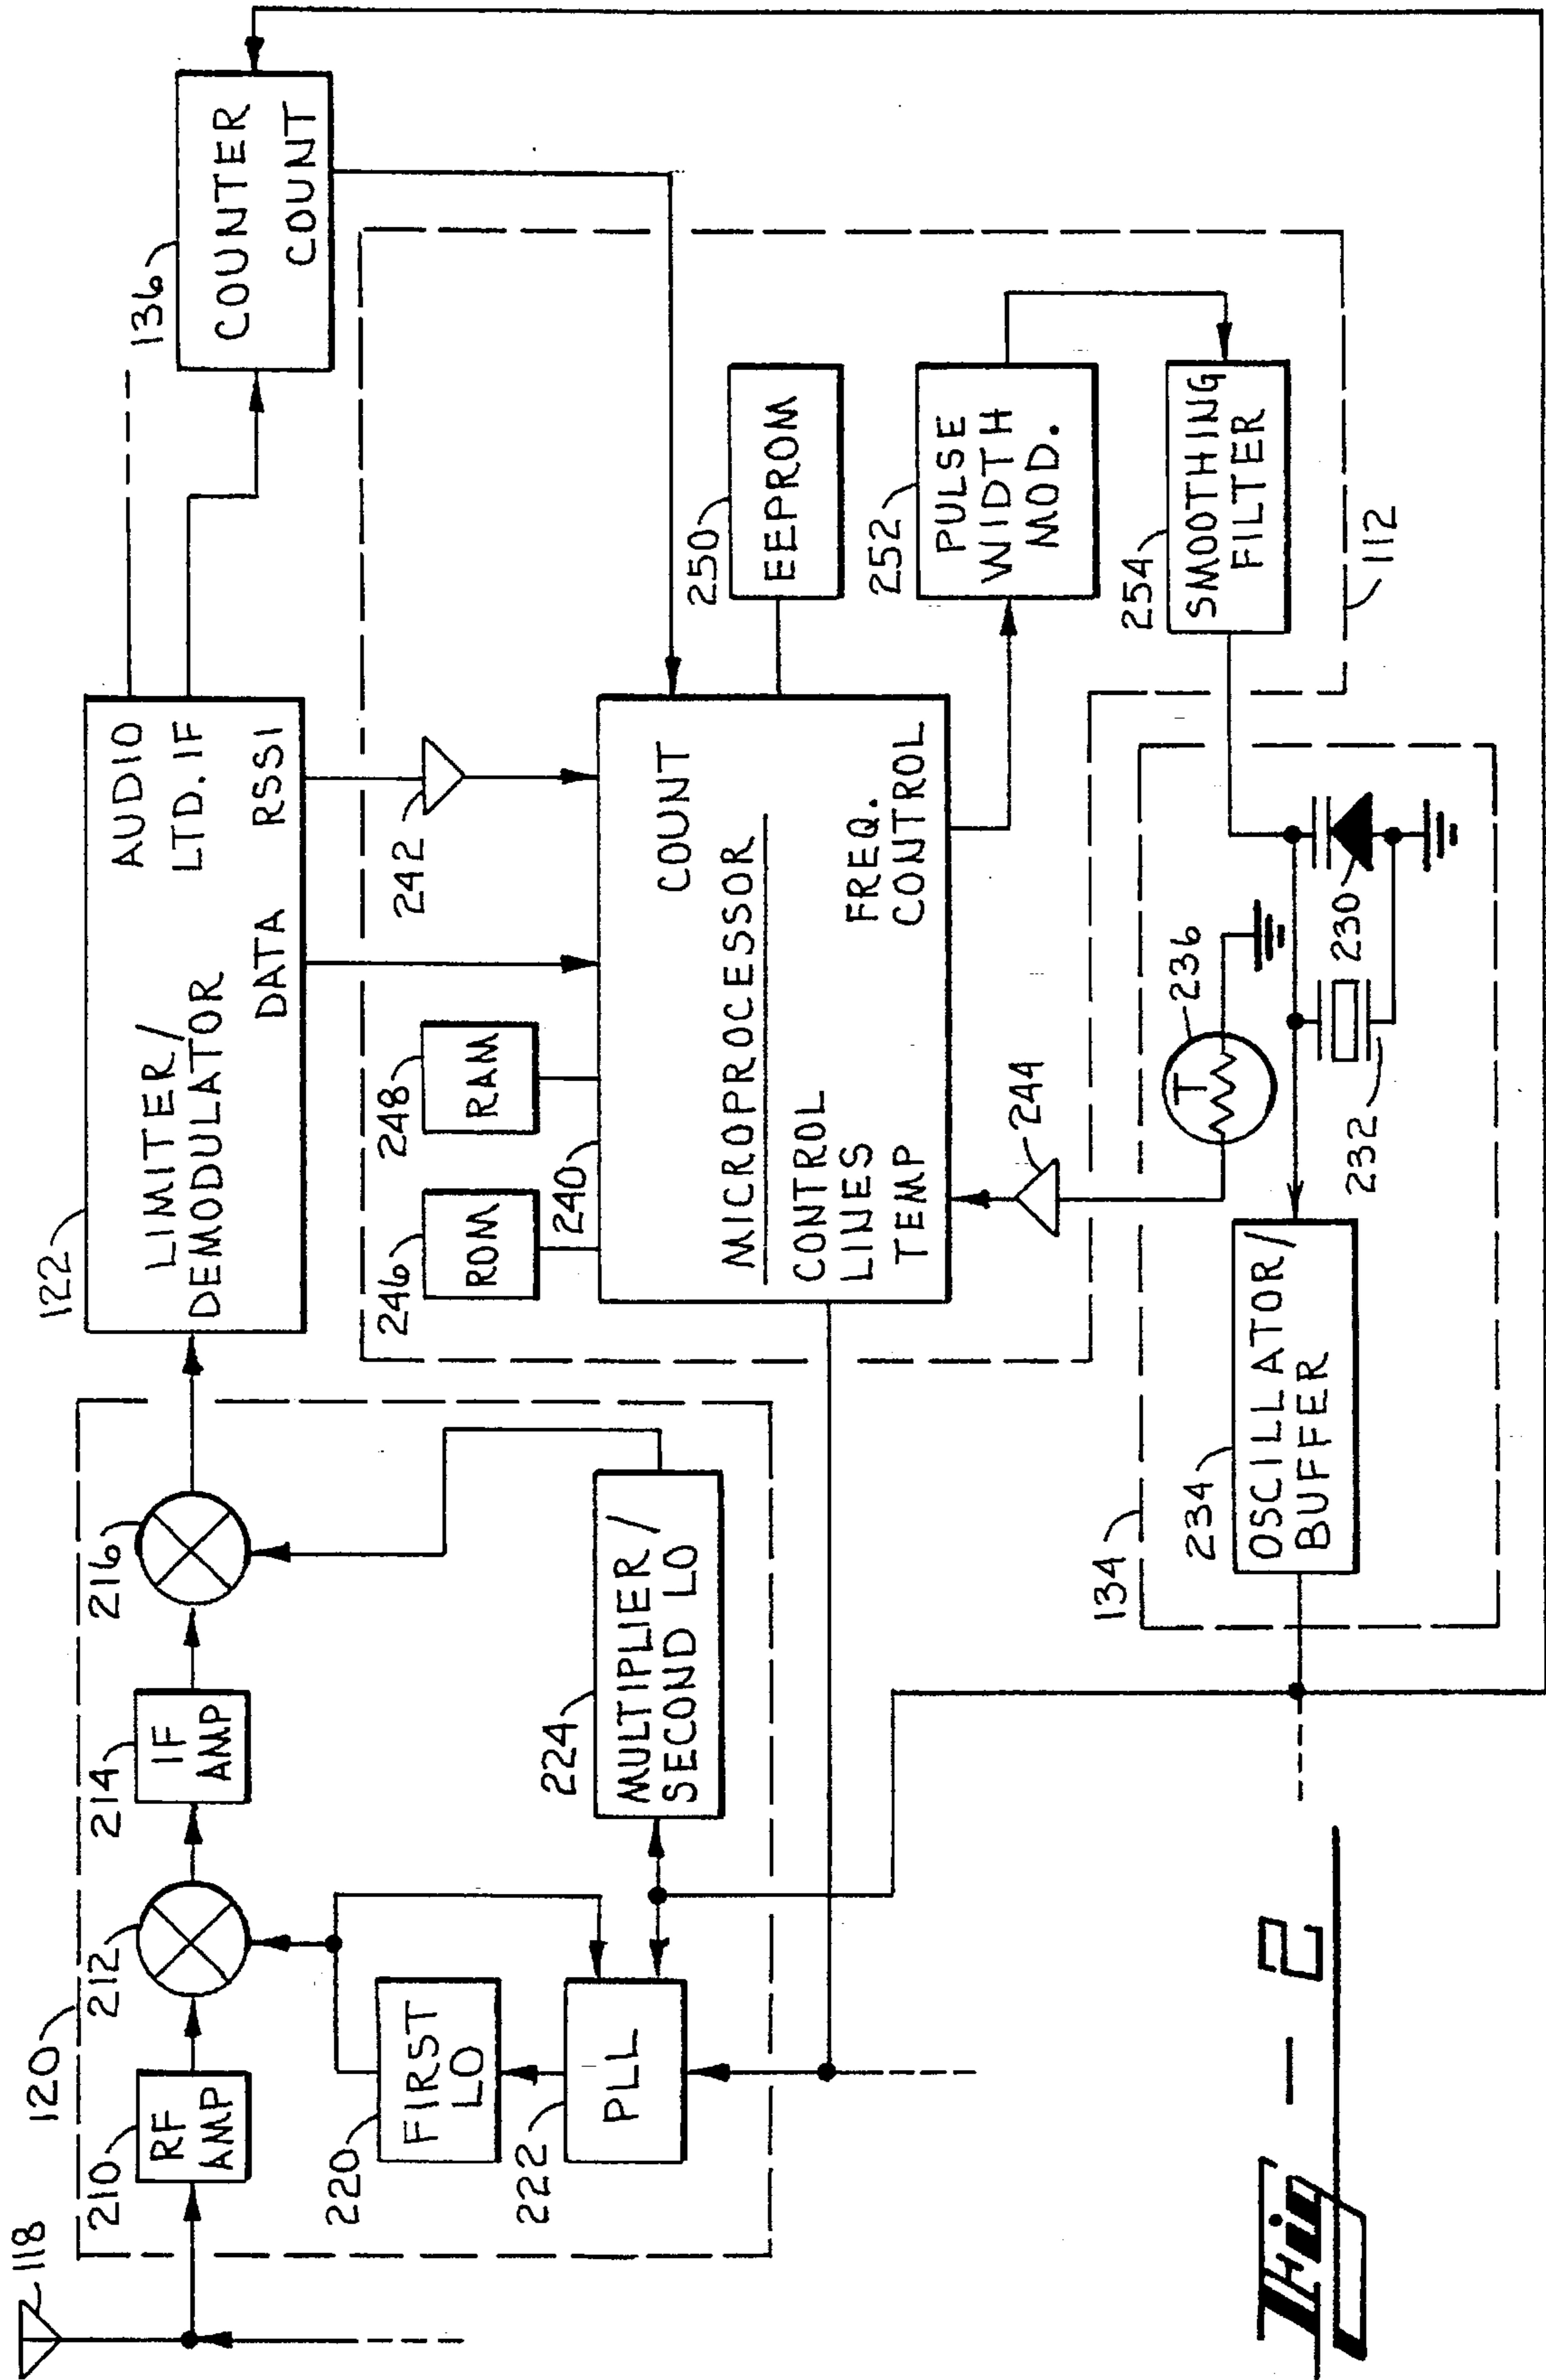 118
120
210
RF
AMP
212
214
IF
AMP
216
220
FIRST
LO
222
PLL
224
MULTIPLIER/
SECOND LO
122
LIMITER/
DEMODULATOR
AUDIO
LTD. IF
DATA RSSI
136
COUNTER
COUNT
242
246
ROM
248
RAM
240
COUNT
MICROPROCESSOR
CONTROL
LINES
TEMP
FREQ.
CONTROL
250
EEPROM
252
PULSE
WIDTH
MOD.
254
SMOOTHING
FILTER
112
244
134
234
OSCILLATOR/
BUFFER
T
236
232
230
Fig - 2